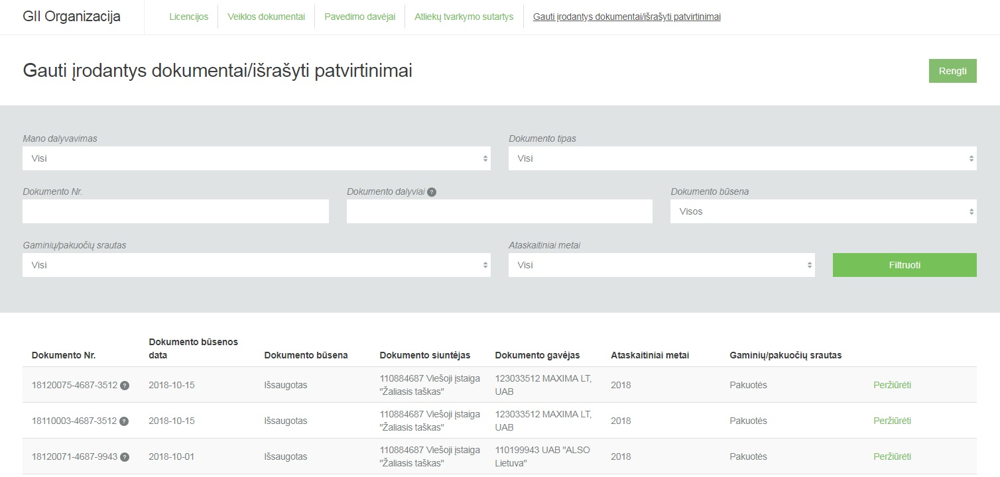 GII Organizacija
Licencijos
Veiklos dokumentai
Pavedimo davėjai
Atliekų tvarkymo sutartys
Gauti įrodantys dokumentai/išrašyti patvirtinimai
Gauti įrodantys dokumentai/išrašyti patvirtinimai
Rengti
Mano dalyvavimas
Dokumento tipas
Visi
Visi
Dokumento Nr.
Dokumento dalyviai ?
Dokumento būsena
Visos
Gaminių/pakuočių srautas
Ataskaitiniai metai
Visi
Visi
Filtruoti
Dokumento Nr.
Dokumento būsenos
data
Dokumento būsena
Dokumento siuntėjas
Dokumento gavėjas
Ataskaitiniai metai
Gaminių/pakuočių srautas
18120075-4687-3512 ?
2018-10-15
Išsaugotas
110884687 Viešoji įstaiga
"Žaliasis taškas"
123033512 MAXIMA LT,
UAB
2018
Pakuotės
Peržiūrėti
18110003-4687-3512 ?
2018-10-15
Išsaugotas
110884687 Viešoji įstaiga
"Žaliasis taškas"
123033512 MAXIMA LT,
UAB
2018
Pakuotės
Peržiūrėti
18120071-4687-9943 ?
2018-10-01
Išsaugotas
110884687 Viešoji įstaiga
"Žaliasis taškas"
110199943 UAB "ALSO
Lietuva"
2018
Pakuotės
Peržiūrėti